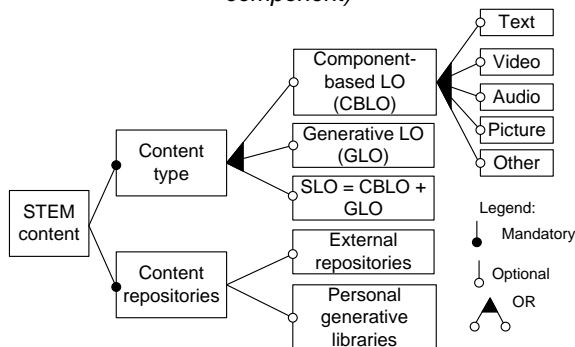 component)
Text
Component-
based LO
(CBLO)
Video
Audio
Picture
Other
Content
type
Generative LO
(GLO)
SLO = CBLO +
GLO
STEM
content
Content
repositories
External
repositories
Personal
generative
libraries
Legend:
Mandatory
Optional
OR